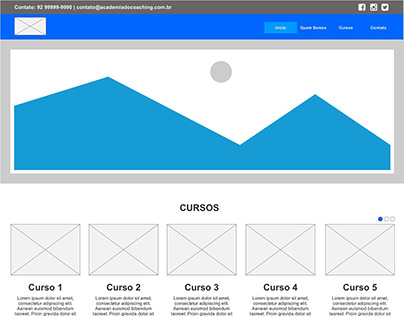 Contato: 92 99999-9990 | contato@academiadocoaching.com.br
Início Quem Somos Cursos Contato
CURSOS
Curso 1 Curso 2 Curso 3 Curso 4 Curso 5
Lorem ipsum dolor sit amet, Lorem ipsum dolor sit amet, Lorem ipsum dolor sit amet, Lorem ipsum dolor sit amet, Lorem ipsum dolor sit amet,
consectetur adipiscing elit. consectetur adipiscing elit. consectetur adipiscing elit. consectetur adipiscing elit. consectetur adipiscing elit.
Aenean euismod bibendum Aenean euismod bibendum Aenean euismod bibendum Aenean euismod bibendum Aenean euismod bibendum
laoreet. Proin gravida dolor sit laoreet. Proin gravida dolor sit laoreet. Proin gravida dolor sit laoreet. Proin gravida dolor sit laoreet. Proin gravida dolor sit